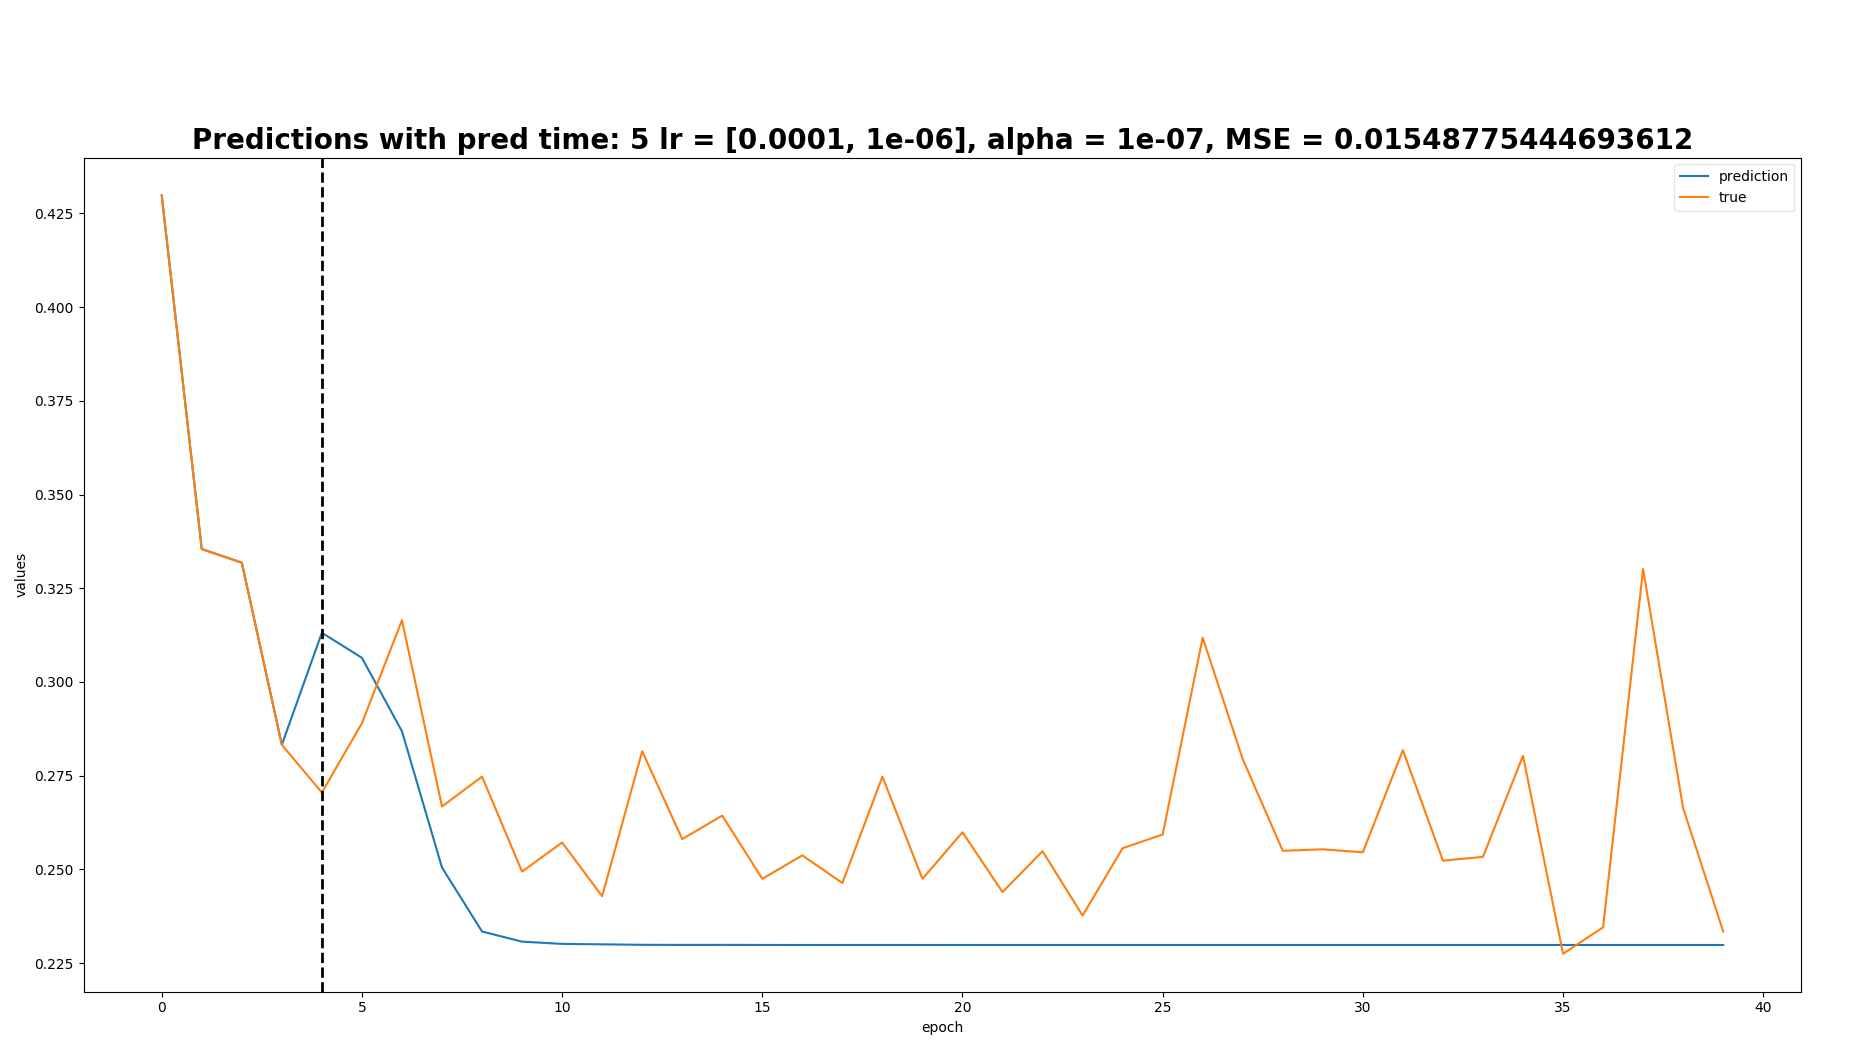 Predictions with pred time: 5 lr = [0.0001, 1e-06], alpha = 1e-07, MSE = 0.01548775444693612
prediction
true
0.425
0.400
0.375
0.350
0.325
0.300
0.275
0.250
0.225
values
0 5 10 15 20 25 30 35 40
epoch